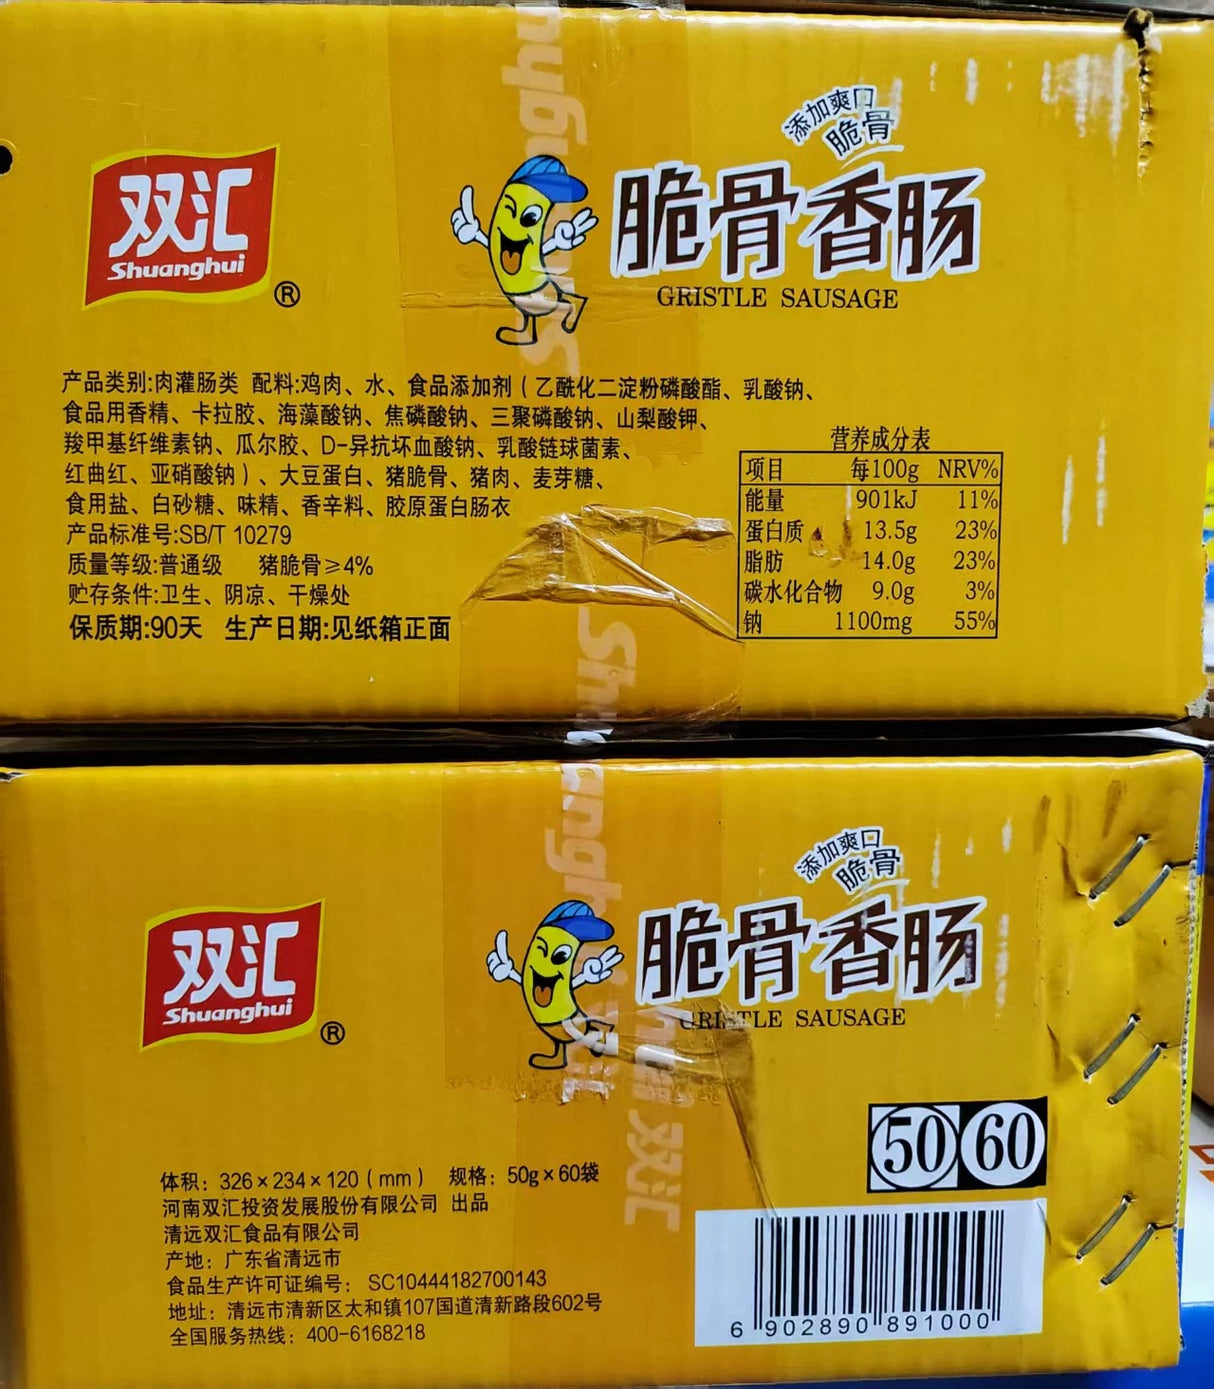 双汇
Shuanghui
®
添加爽口
脆骨
脆骨香肠
GRISTLE SAUSAGE
产品类别:肉灌肠类 配料:鸡肉、水、食品添加剂(乙酰化二淀粉磷酸酯、乳酸钠、
食品用香精、卡拉胶、海藻酸钠、焦磷酸钠、三聚磷酸钠、山梨酸钾、
羧甲基纤维素钠、瓜尔胶、D-异抗坏血酸钠、乳酸链球菌素、
红曲红、亚硝酸钠)、大豆蛋白、猪脆骨、猪肉、麦芽糖、
食用盐、白砂糖、味精、香辛料、胶原蛋白肠衣
产品标准号:SB/T 10279
质量等级:普通级 猪脆骨≥4%
贮存条件:卫生、阴凉、干燥处
保质期:90天 生产日期:见纸箱正面
营养成分表
项目 每100g NRV%
能量 901kJ 11%
蛋白质 13.5g 23%
脂肪 14.0g 23%
碳水化合物 9.0g 3%
钠 1100mg 55%
双汇
Shuanghui
®
添加爽口
脆骨
脆骨香肠
GRISTLE SAUSAGE
50 60
体积：326×234×120(mm) 规格：50g×60袋
河南双汇投资发展股份有限公司 出品
清远双汇食品有限公司
产地：广东省清远市
食品生产许可证编号： SC10444182700143
地址：清远市清新区太和镇107国道清新路段602号
全国服务热线：400-6168218
6 902890 891000